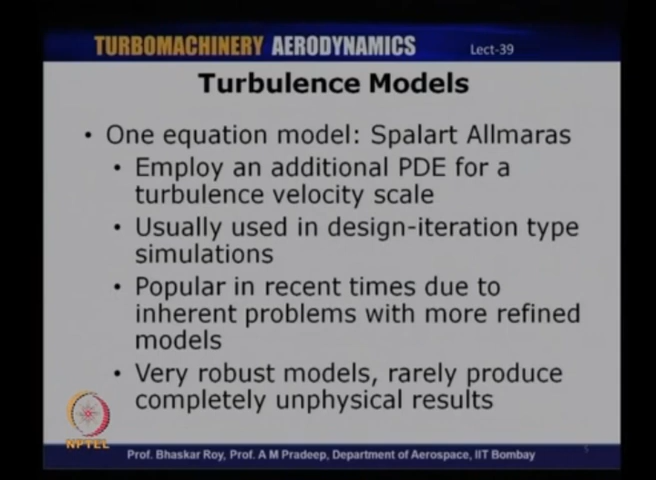 TURBOMACHINERY AERODYNAMICS Lect-39
Turbulence Models
• One equation model: Spalart Allmaras
• Employ an additional PDE for a
turbulence velocity scale
• Usually used in design-iteration type
simulations
• Popular in recent times due to
inherent problems with more refined
models
• Very robust models, rarely produce
completely unphysical results
NPTEL
Prof. Bhaskar Roy, Prof. A M Pradeep, Department of Aerospace, IIT Bombay
5